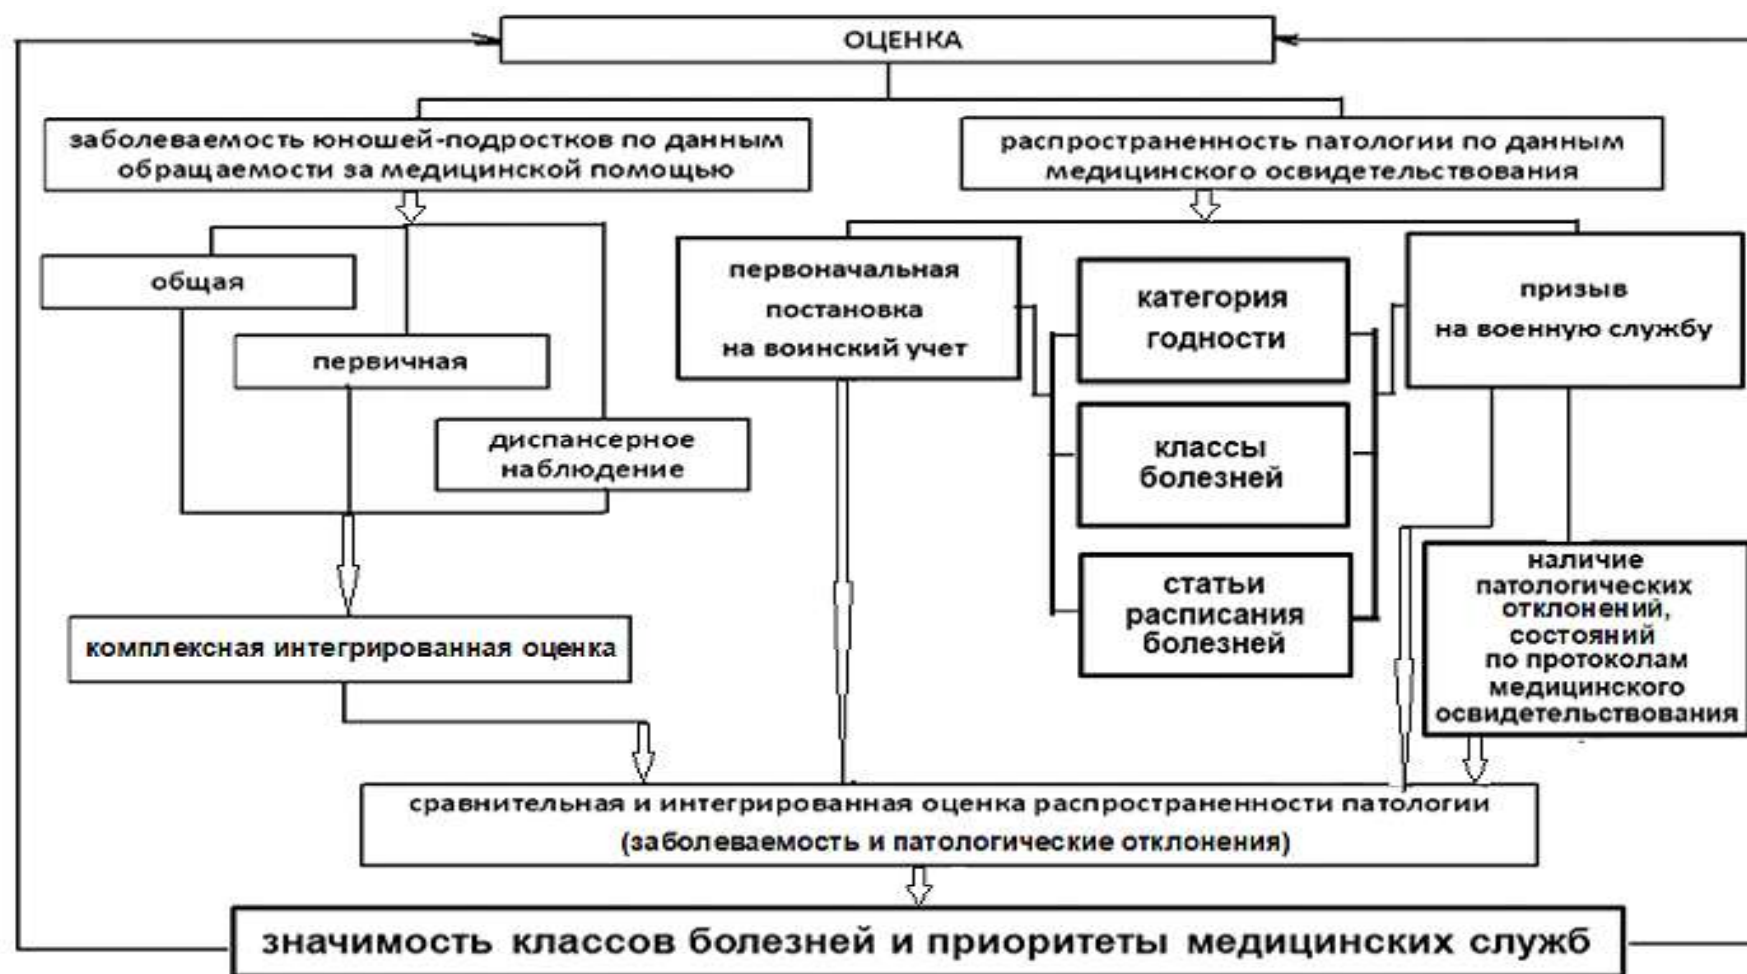 ОЦЕНКА
заболеваемость юношей-подростков по данным
обращаемости за медицинской помощью
распространенность патологии по данным
медицинского освидетельствования
общая
первичная
диспансерное
наблюдение
первоначальная
постановка
на воинский учет
категория
годности
классы
болезней
статьи
расписания
болезней
призыв
на военную службу
наличие
патологических
отклонений,
состояний
по протоколам
медицинского
освидетельствования
комплексная интегрированная оценка
сравнительная и интегрированная оценка распространенности патологии
(заболеваемость и патологические отклонения)
значимость классов болезней и приоритеты медицинских служб